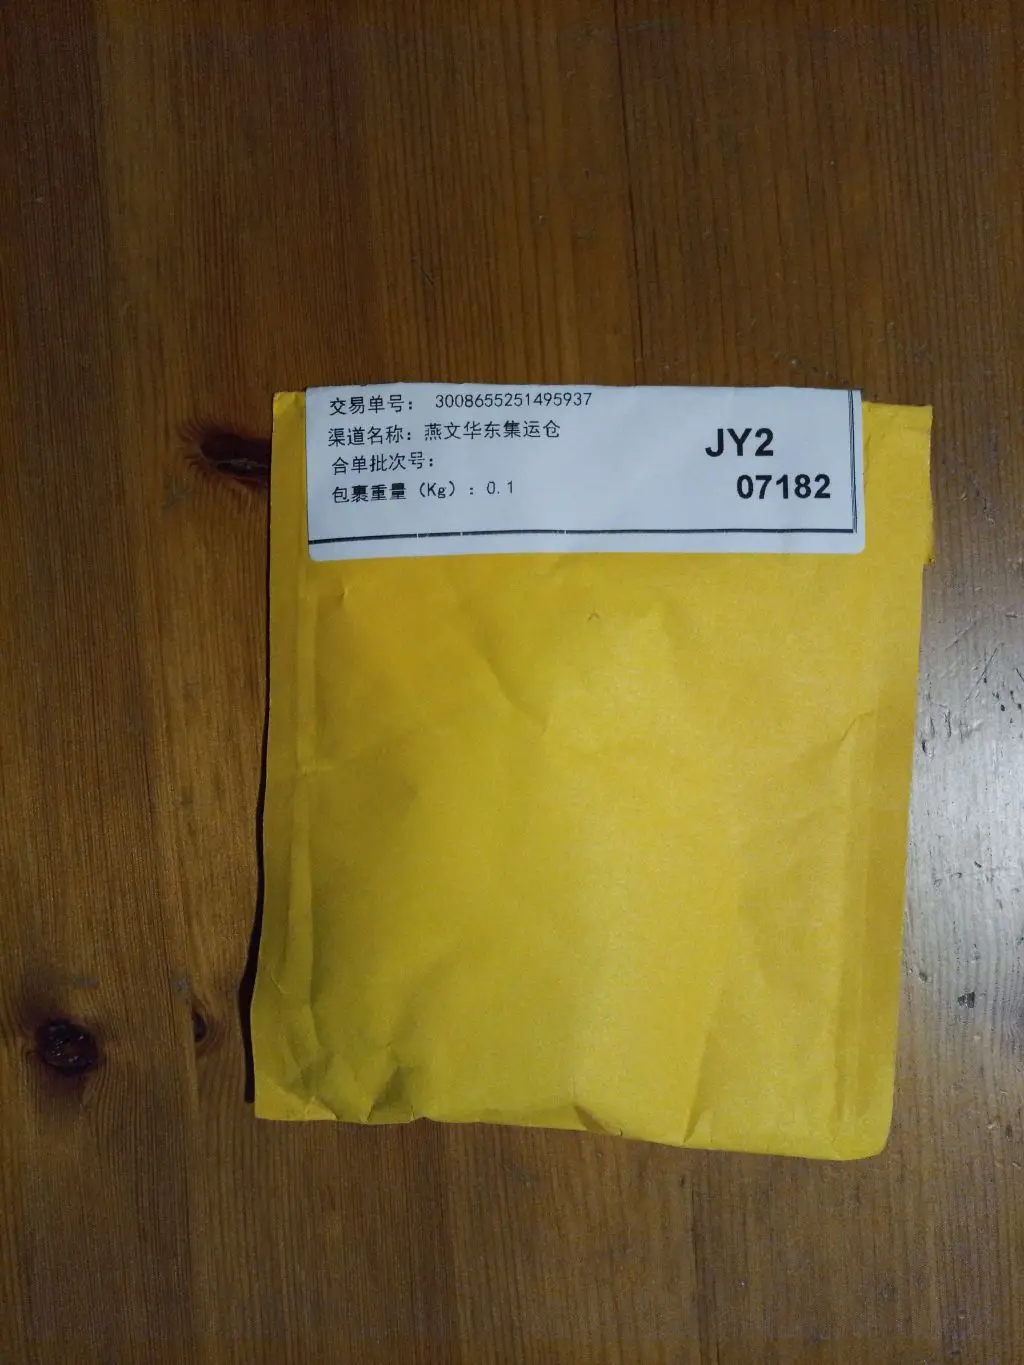 交易单号： 3008655251495937
渠道名称：燕文华东集运仓
合单批次号：
包裹重量（Kg）：0.1
JY2
07182